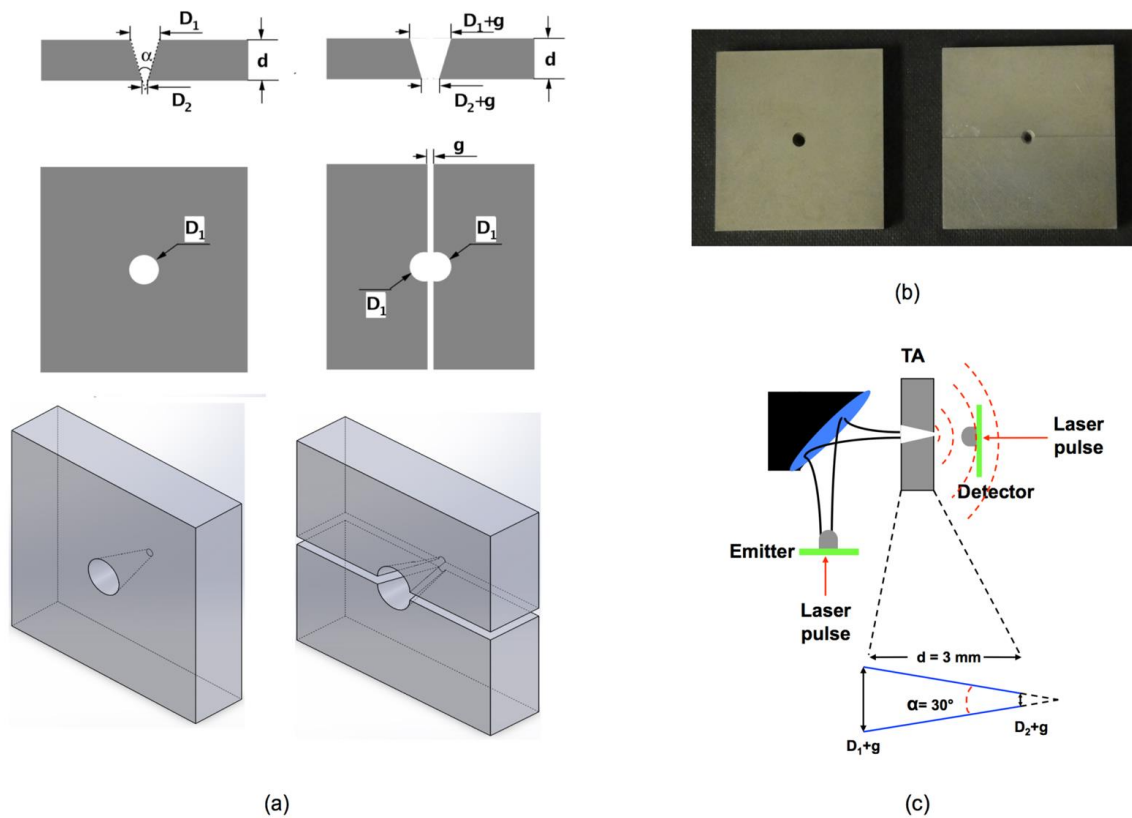 D₁
α
d
D₂
D₁+g
d
D₂+g
D₁
g
D₁
D₁
(a)
(b)
TA
Laser
pulse
Detector
Emitter
Laser
pulse
d = 3 mm
α= 30°
D₁+g
D₂+g
(c)